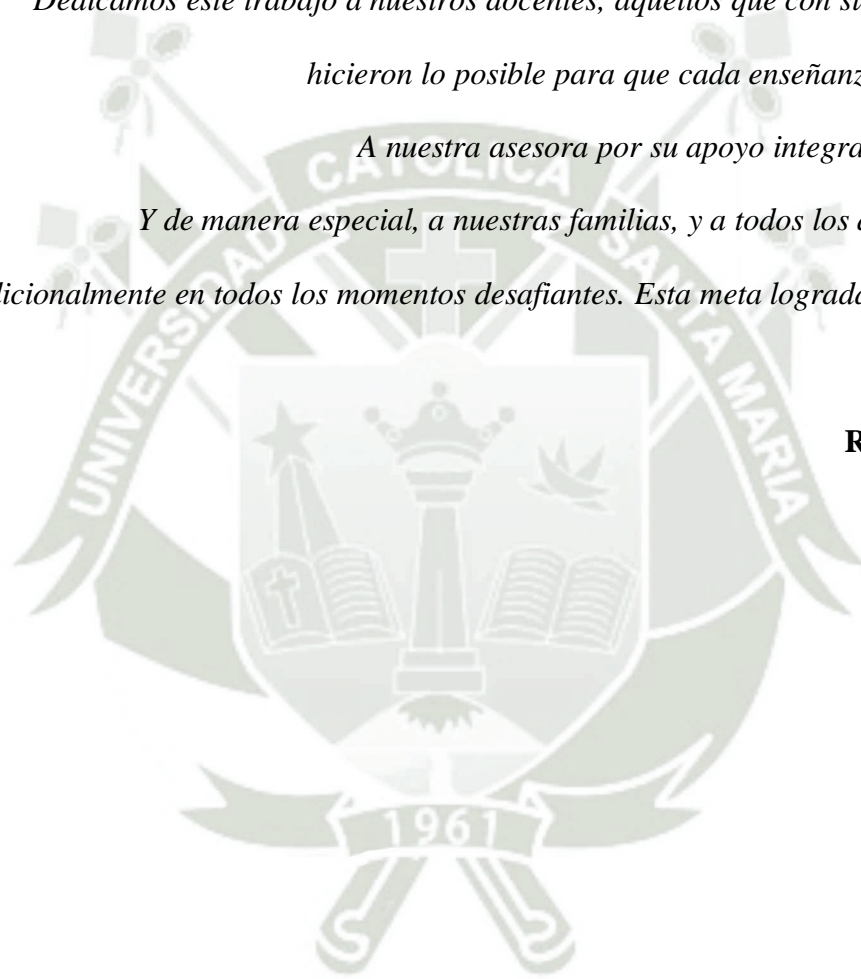 Dedicamos este trabajo a nuestros docentes, aquellos que con su
hicieron lo posible para que cada enseñanz
A nuestra asesora por su apoyo integra
Y de manera especial, a nuestras familias, y a todos los
dicionalmente en todos los momentos desafiantes. Esta meta lograda
R
UNIVERSIDAD CATOLICA SANTA MARIA
1961